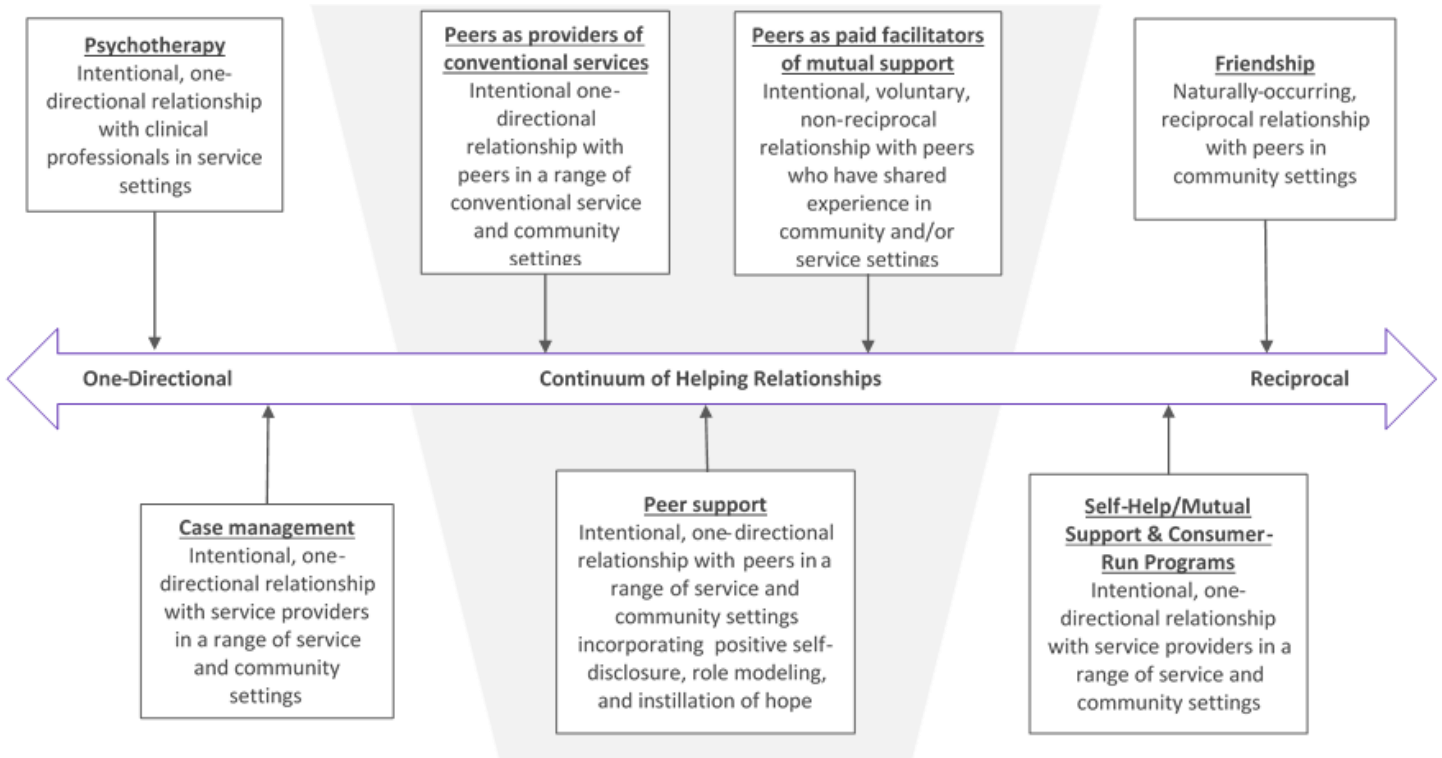 Psychotherapy
Intentional, one-
directional relationship
with clinical
professionals in service
settings
Peers as providers of
conventional services
Intentional one-
directional
relationship with
peers in a range of
conventional service
and community
settings
Peers as paid facilitators
of mutual support
Intentional, voluntary,
non-reciprocal
relationship with peers
who have shared
experience in
community and/or
service settings
Friendship
Naturally-occurring,
reciprocal relationship
with peers in
community settings
One-Directional
Continuum of Helping Relationships
Reciprocal
Case management
Intentional, one-
directional relationship
with service providers
in a range of service
and community
settings
Peer support
Intentional, one-directional
relationship with peers in a
range of service and
community settings
incorporating positive self-
disclosure, role modeling,
and instillation of hope
Self-Help/Mutual
Support & Consumer-
Run Programs
Intentional, one-
directional relationship
with service providers in a
range of service and
community settings